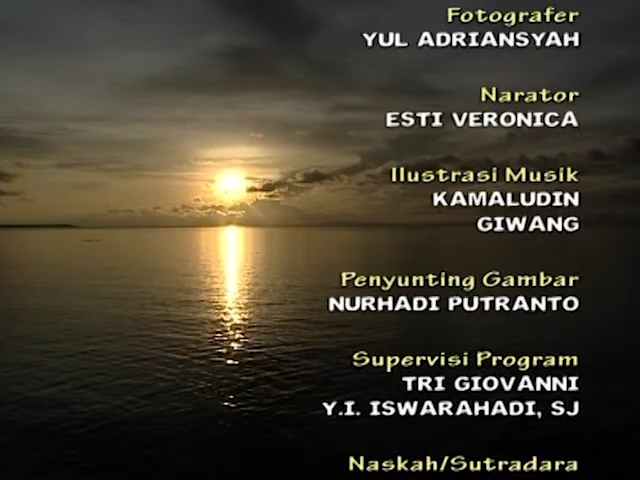 Fotografer
YUL ADRIANSYAH
Narator
ESTI VERONICA
Ilustrasi Musik
KAMALUDIN
GIWANG
Penyunting Gambar
NURHADI PUTRANTO
Supervisi Program
TRI GIOVANNI
Y.I. ISWARAHADI, SJ
Naskah/Sutradara